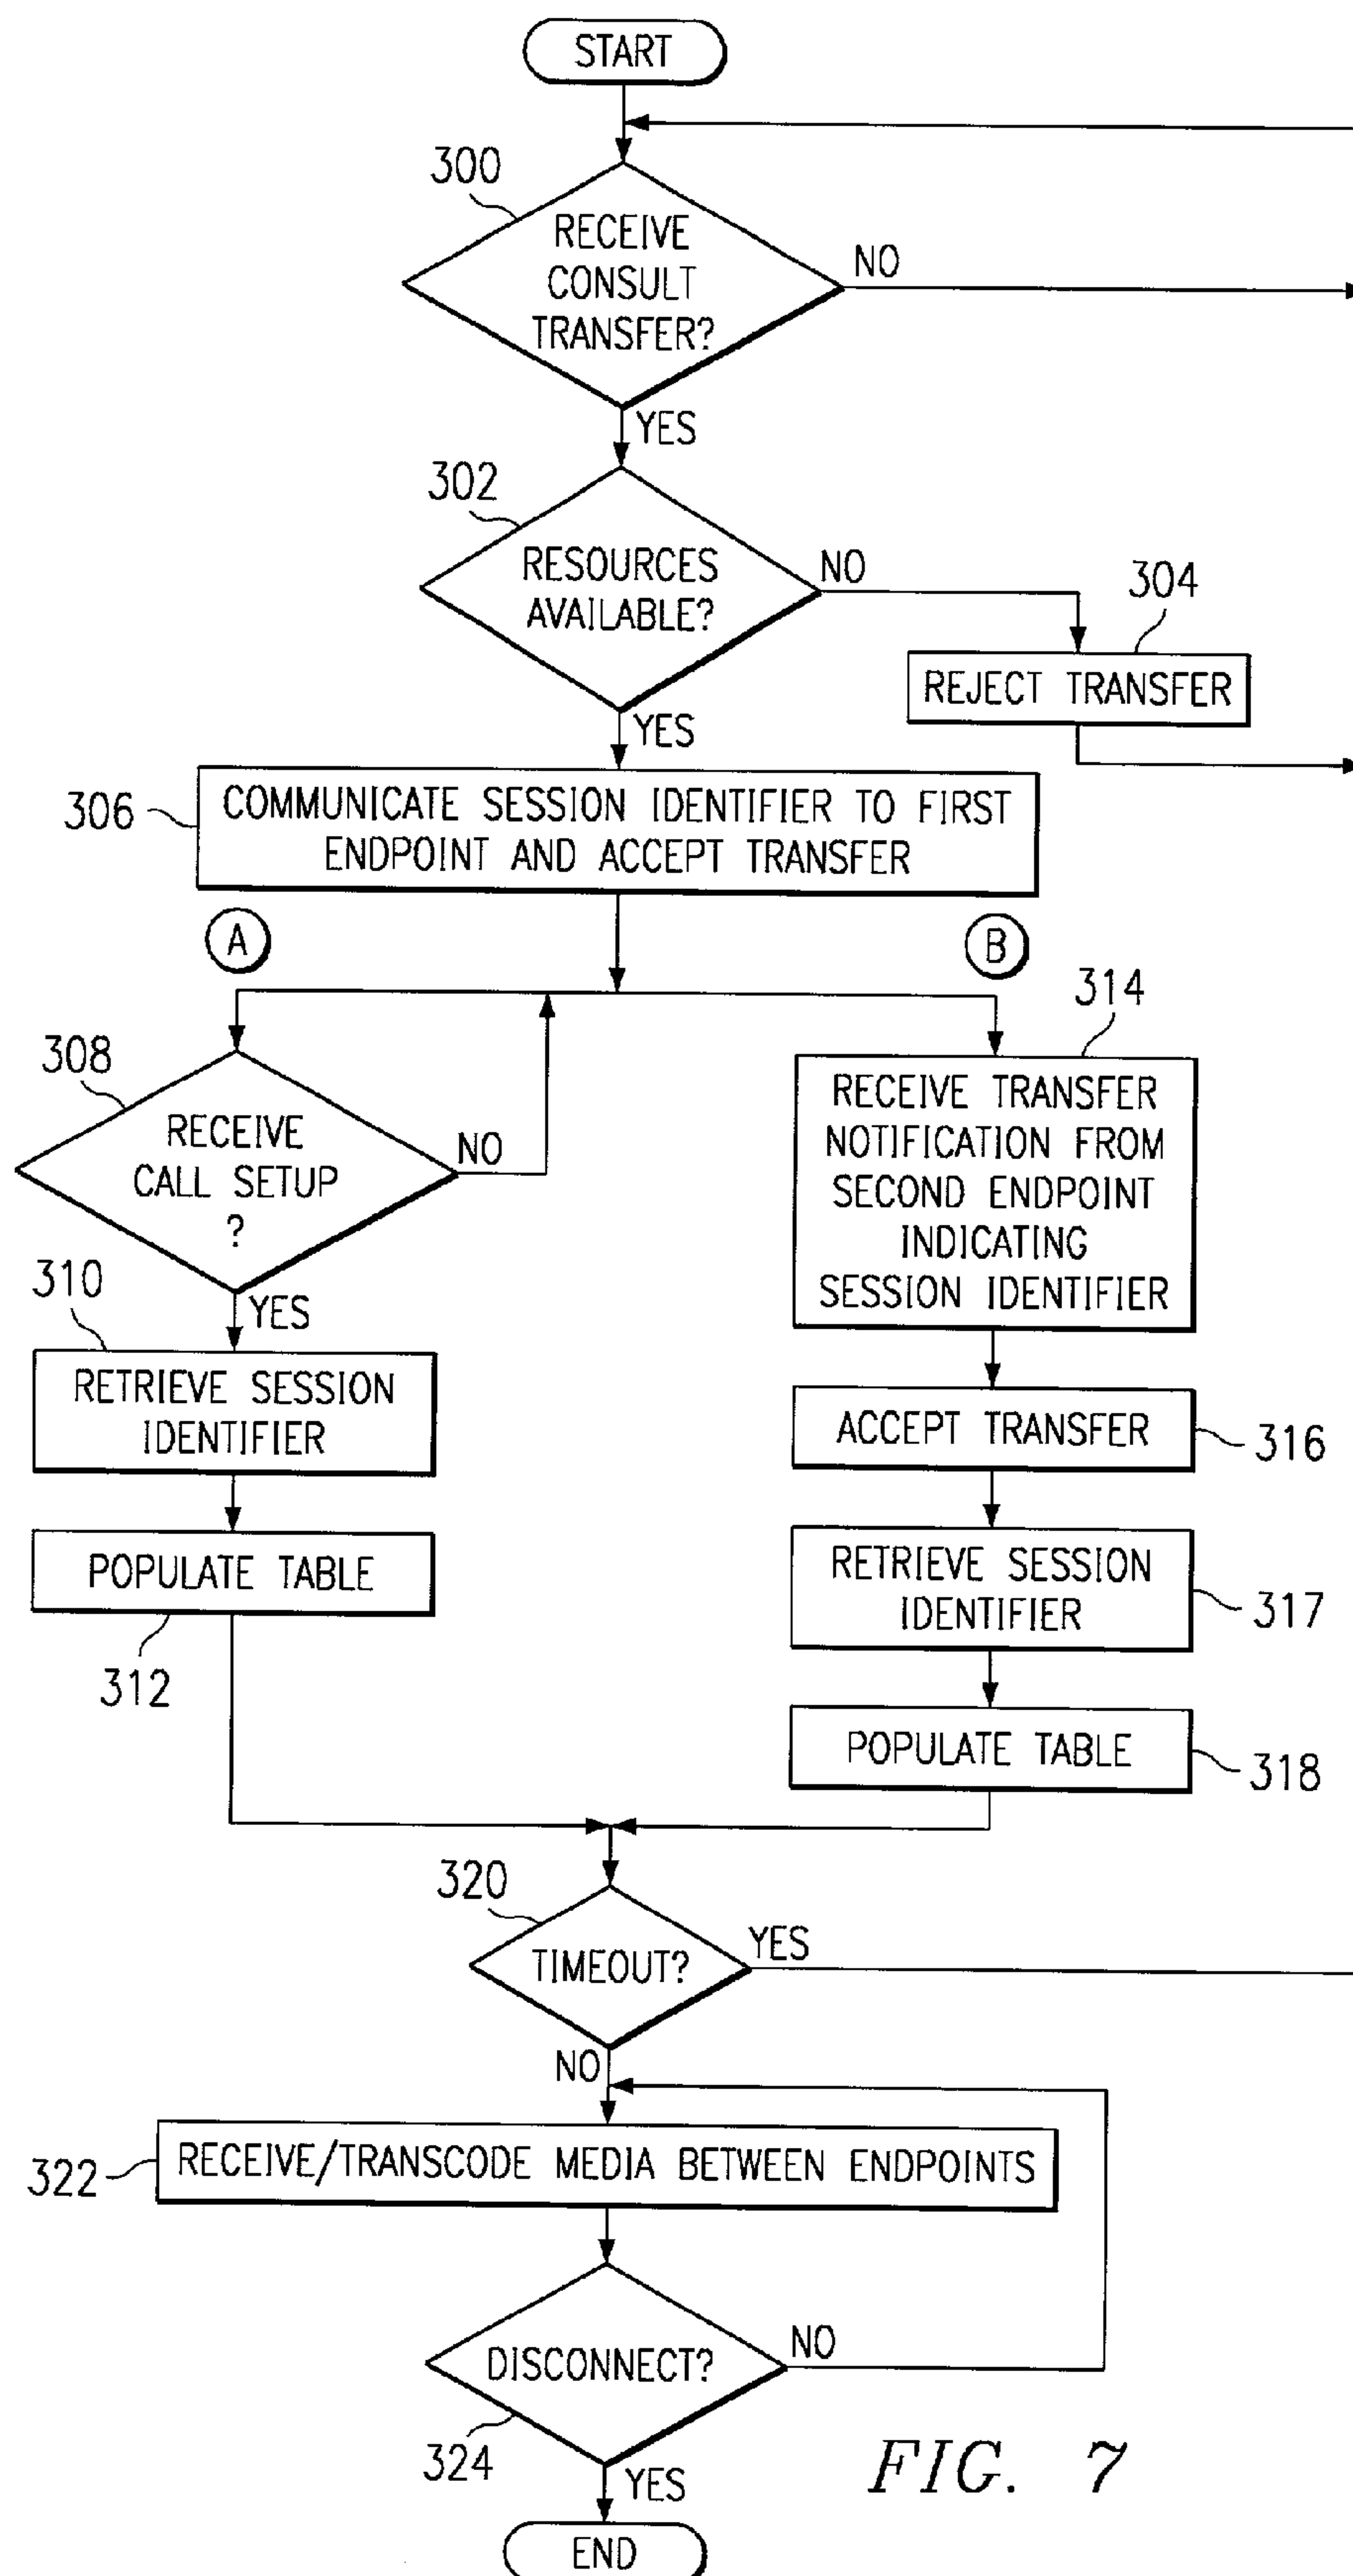 START
300
RECEIVE
CONSULT
TRANSFER?
NO
YES
302
RESOURCES
AVAILABLE?
NO
304
REJECT TRANSFER
YES
306
COMMUNICATE SESSION IDENTIFIER TO FIRST
ENDPOINT AND ACCEPT TRANSFER
A
B
308
RECEIVE
CALL SETUP
?
NO
YES
310
RETRIEVE SESSION
IDENTIFIER
POPULATE TABLE
312
314
RECEIVE TRANSFER
NOTIFICATION FROM
SECOND ENDPOINT
INDICATING
SESSION IDENTIFIER
ACCEPT TRANSFER
316
RETRIEVE SESSION
IDENTIFIER
317
POPULATE TABLE
318
320
TIMEOUT?
YES
NO
322
RECEIVE/TRANSCODE MEDIA BETWEEN ENDPOINTS
DISCONNECT?
NO
324
YES
END
FIG. 7